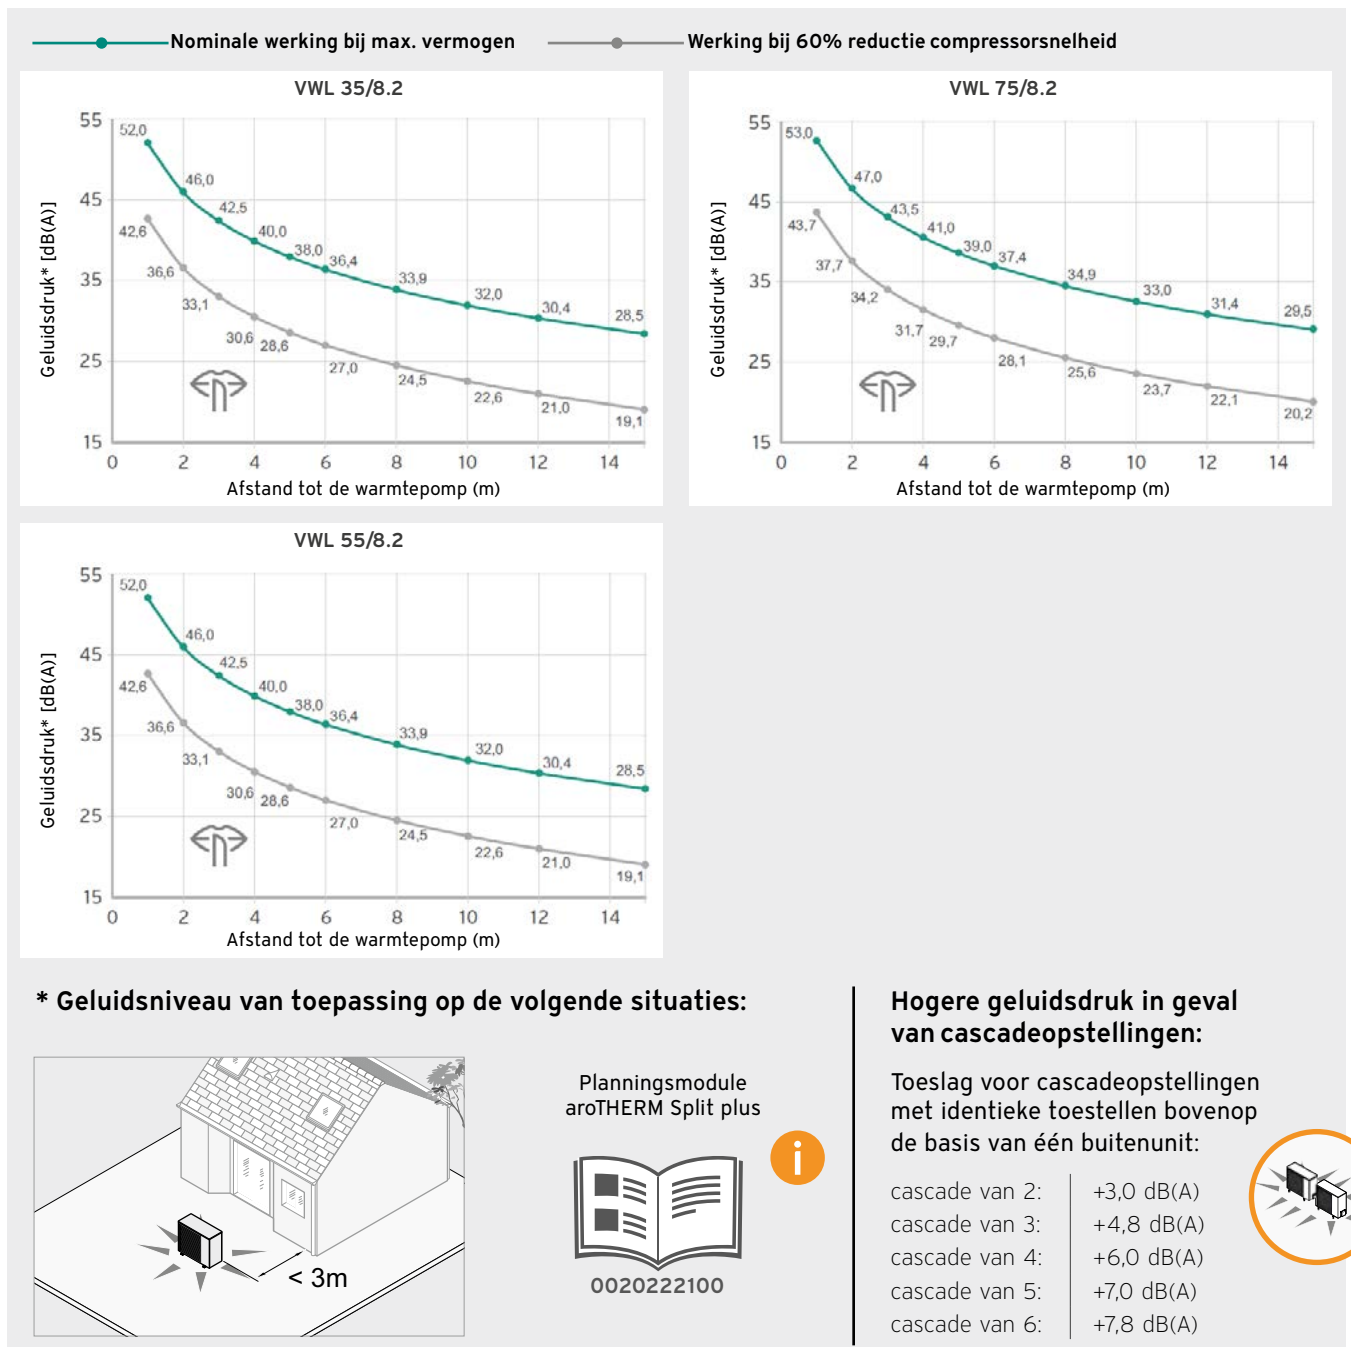 Nominale werking bij max. vermogen
Werking bij 60% reductie compressorsnelheid
VWL 35/8.2
Geluidsdruk* [dB(A)]
55
45
35
25
15
52,0
46,0
42,5
40,0
38,0
36,4
33,9
32,0
30,4
28,5
42,6
36,6
33,1
30,6
28,6
27,0
24,5
22,6
21,0
19,1
0 2 4 6 8 10 12 14
Afstand tot de warmtepomp (m)
VWL 75/8.2
Geluidsdruk* [dB(A)]
55
45
35
25
15
53,0
47,0
43,5
41,0
39,0
37,4
34,9
33,0
31,4
29,5
43,7
37,7
34,2
31,7
29,7
28,1
25,6
23,7
22,1
20,2
0 2 4 6 8 10 12 14
Afstand tot de warmtepomp (m)
VWL 55/8.2
Geluidsdruk* [dB(A)]
55
45
35
25
15
52,0
46,0
42,5
40,0
38,0
36,4
33,9
32,0
30,4
28,5
42,6
36,6
33,1
30,6
28,6
27,0
24,5
22,6
21,0
19,1
0 2 4 6 8 10 12 14
Afstand tot de warmtepomp (m)
* Geluidsniveau van toepassing op de volgende situaties:
< 3m
Planningsmodule
aroTHERM Split plus
i
0020222100
Hogere geluidsdruk in geval
van cascadeopstellingen:
Toeslag voor cascadeopstellingen
met identieke toestellen bovenop
de basis van één buitenunit:
cascade van 2: +3,0 dB(A)
cascade van 3: +4,8 dB(A)
cascade van 4: +6,0 dB(A)
cascade van 5: +7,0 dB(A)
cascade van 6: +7,8 dB(A)